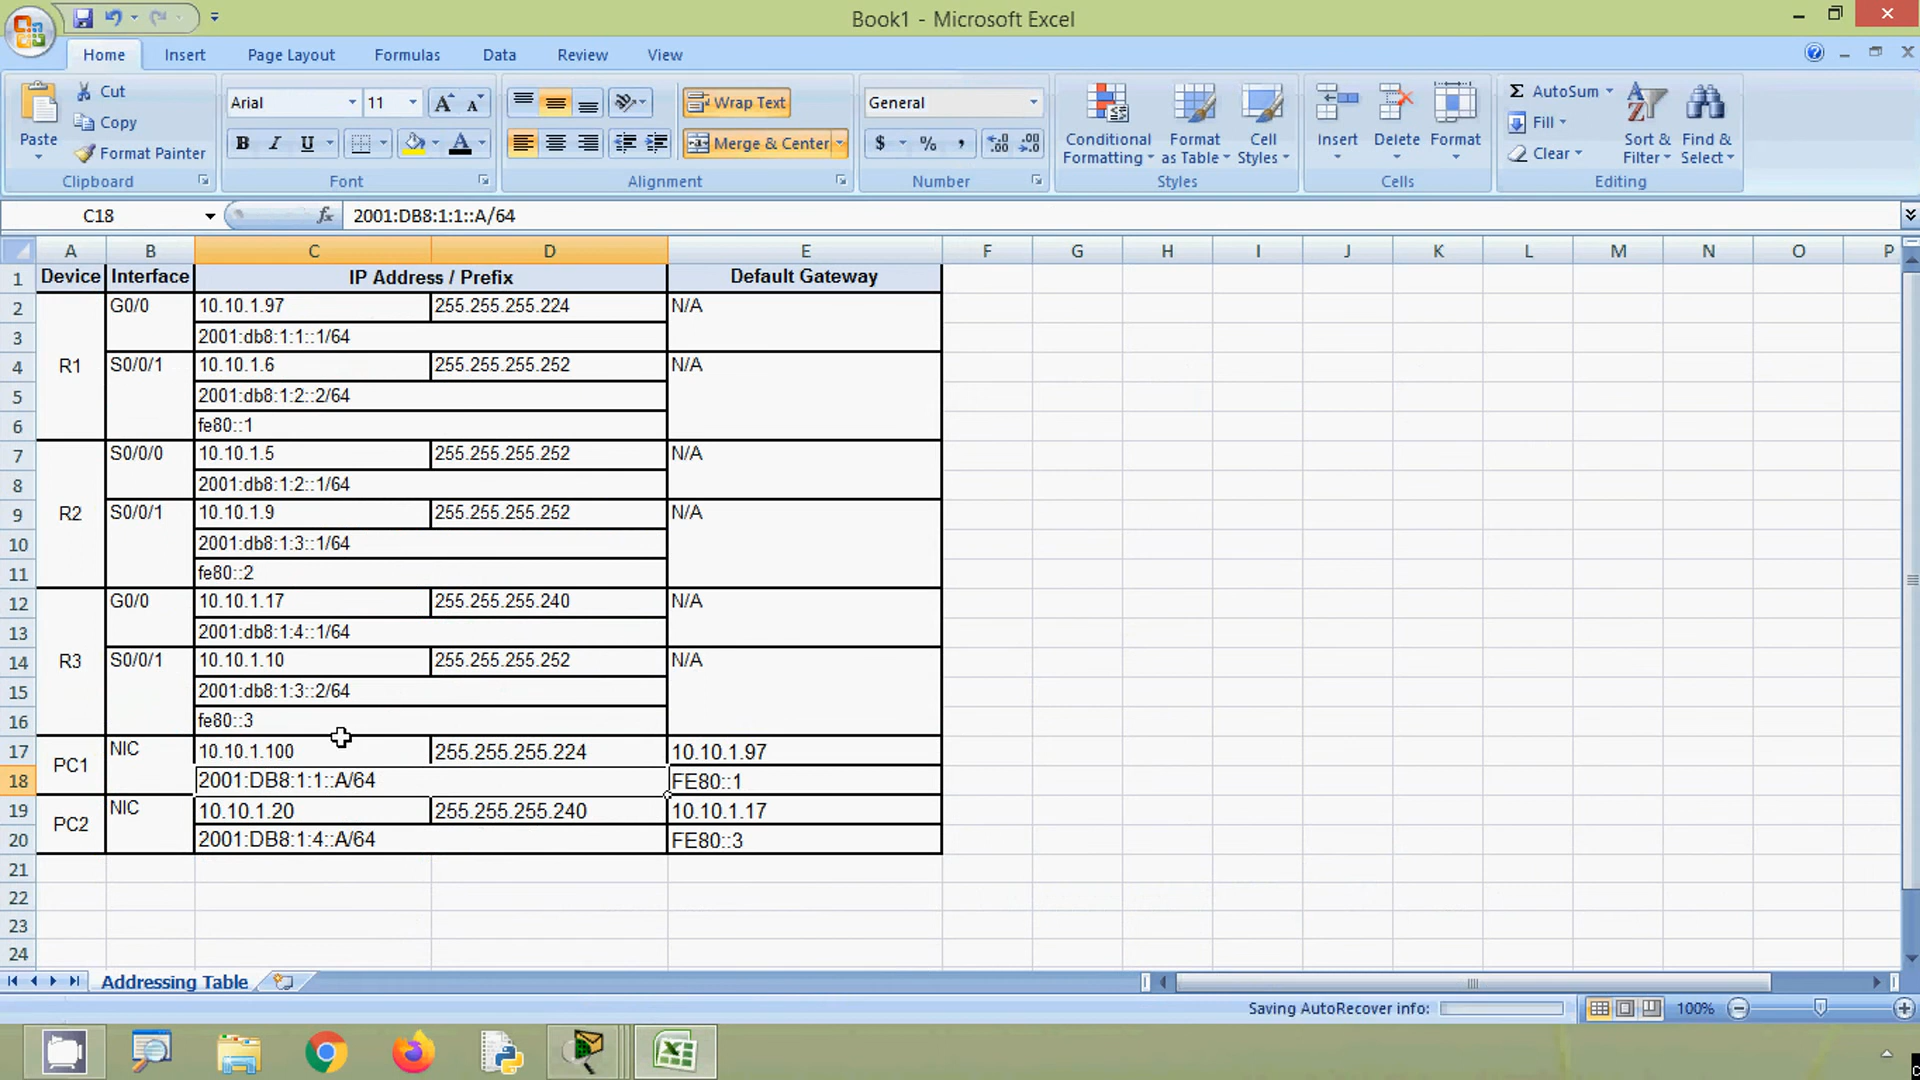 Book1 - Microsoft Excel
Home Insert Page Layout Formulas Data Review View
Paste Cut Copy Format Painter Clipboard
Arial 11 A A B I U A Font
Wrap Text Merge & Center Alignment
General $ % , Number
Conditional Formatting Format as Table Cell Styles Styles
Insert Delete Format Cells
Σ AutoSum Fill Clear Sort & Filter Find & Select Editing
C18 fx 2001:DB8:1:1::A/64
A B C D E F G H I J K L M N O P
1 Device Interface IP Address / Prefix Default Gateway
2 G0/0 10.10.1.97 255.255.255.224 N/A
3 2001:db8:1:1::1/64
4 R1 S0/0/1 10.10.1.6 255.255.255.252 N/A
5 2001:db8:1:2::2/64
6 fe80::1
7 S0/0/0 10.10.1.5 255.255.255.252 N/A
8 2001:db8:1:2::1/64
9 R2 S0/0/1 10.10.1.9 255.255.255.252 N/A
10 2001:db8:1:3::1/64
11 fe80::2
12 G0/0 10.10.1.17 255.255.255.240 N/A
13 2001:db8:1:4::1/64
14 R3 S0/0/1 10.10.1.10 255.255.255.252 N/A
15 2001:db8:1:3::2/64
16 fe80::3
17 PC1 NIC 10.10.1.100 255.255.255.224 10.10.1.97
18 2001:DB8:1:1::A/64 FE80::1
19 PC2 NIC 10.10.1.20 255.255.255.240 10.10.1.17
20 2001:DB8:1:4::A/64 FE80::3
21
22
23
24
Addressing Table
Saving AutoRecover info: 100%